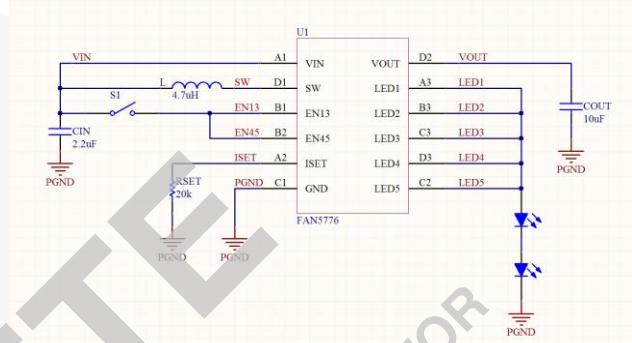 U1
VIN A1 VIN VOUT D2 VOUT
L 4.7uH SW D1 SW LED1 A3 LED1
S1 EN13 B1 EN13 LED2 B3 LED2
CIN 2.2uF EN45 B2 EN45 LED3 C3 LED3
COUT 10uF
ISET A2 ISET LED4 D3 LED4
PGND
RSET 20k PGND C1 GND LED5 C2 LED5
PGND
FAN5776
PGND PGND
PGND
TE
TOR